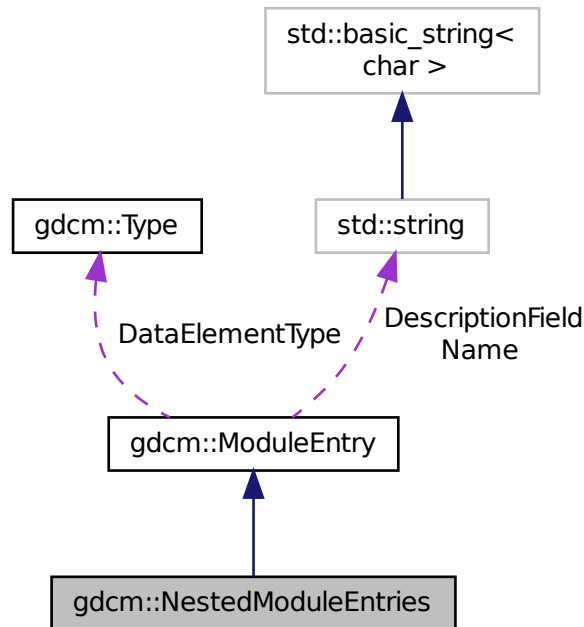 std::basic_string<
char >
gdcm::Type
std::string
DataElementType
DescriptionField
Name
gdcm::ModuleEntry
gdcm::NestedModuleEntries